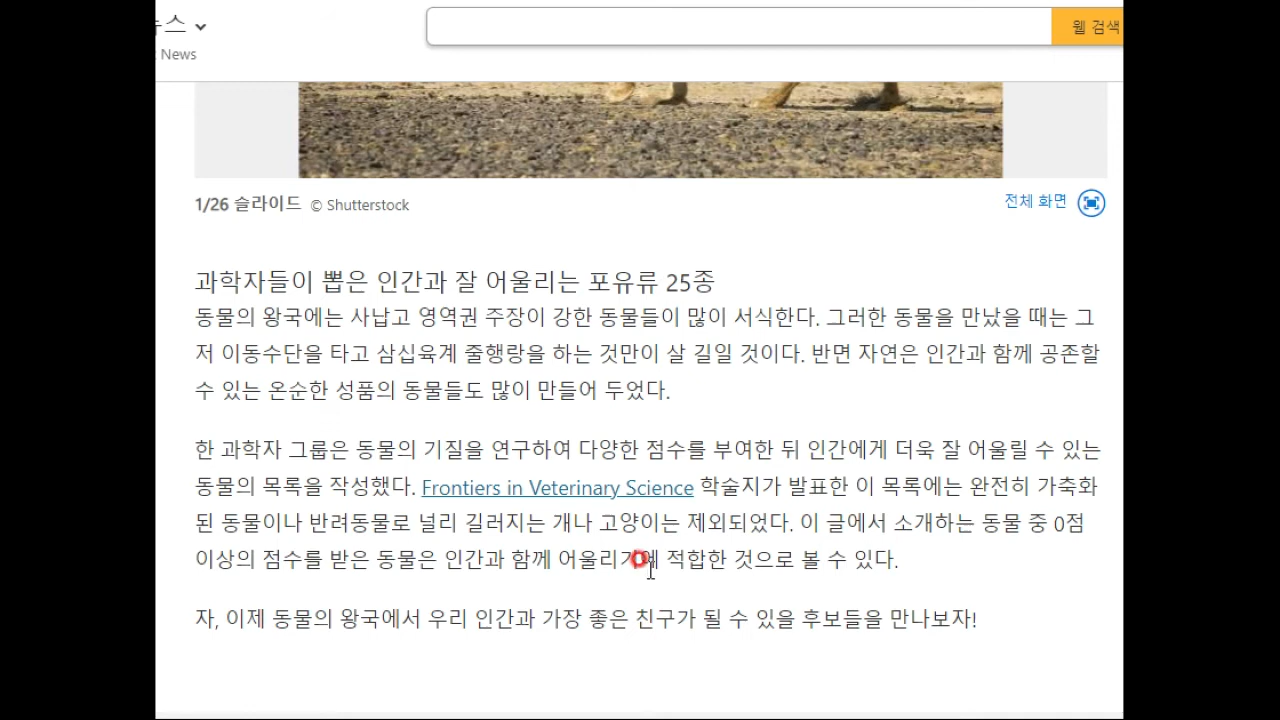 뉴스
News
웹 검색
1/26 슬라이드 © Shutterstock
전체 화면
과학자들이 뽑은 인간과 잘 어울리는 포유류 25종
동물의 왕국에는 사납고 영역권 주장이 강한 동물들이 많이 서식한다. 그러한 동물을 만났을 때는 그
저 이동수단을 타고 삼십육계 줄행랑을 하는 것만이 살 길일 것이다. 반면 자연은 인간과 함께 공존할
수 있는 온순한 성품의 동물들도 많이 만들어 두었다.
한 과학자 그룹은 동물의 기질을 연구하여 다양한 점수를 부여한 뒤 인간에게 더욱 잘 어울릴 수 있는
동물의 목록을 작성했다. Frontiers in Veterinary Science 학술지가 발표한 이 목록에는 완전히 가축화
된 동물이나 반려동물로 널리 길러지는 개나 고양이는 제외되었다. 이 글에서 소개하는 동물 중 0점
이상의 점수를 받은 동물은 인간과 함께 어울리기에 적합한 것으로 볼 수 있다.
자, 이제 동물의 왕국에서 우리 인간과 가장 좋은 친구가 될 수 있을 후보들을 만나보자!